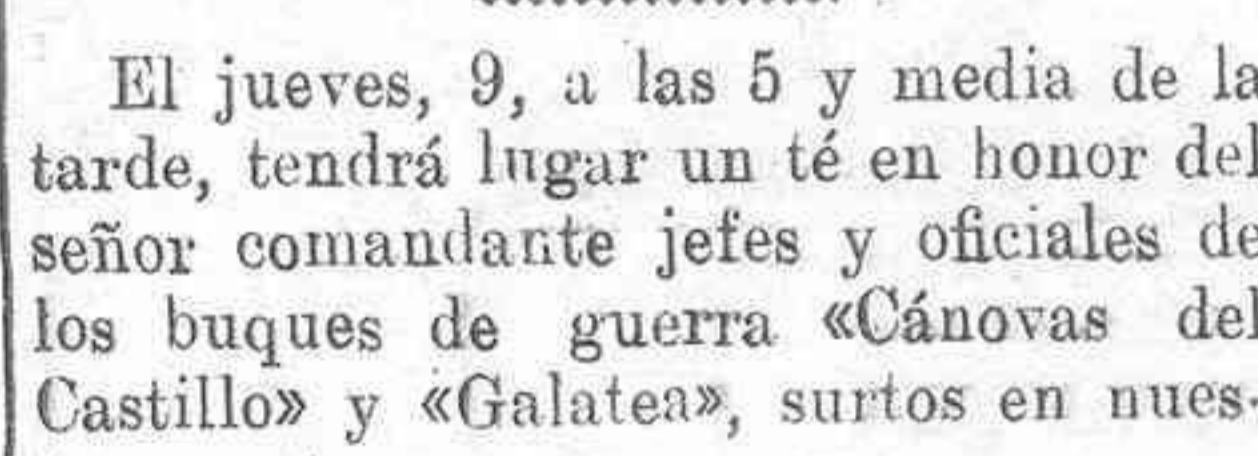 El jueves, 9, a las 5 y media de la
tarde, tendrá lugar un té en honor del
señor comandante jefes y oficiales de
los buques de guerra «Cánovas del
Castillo» y «Galatea», surtos en nues-